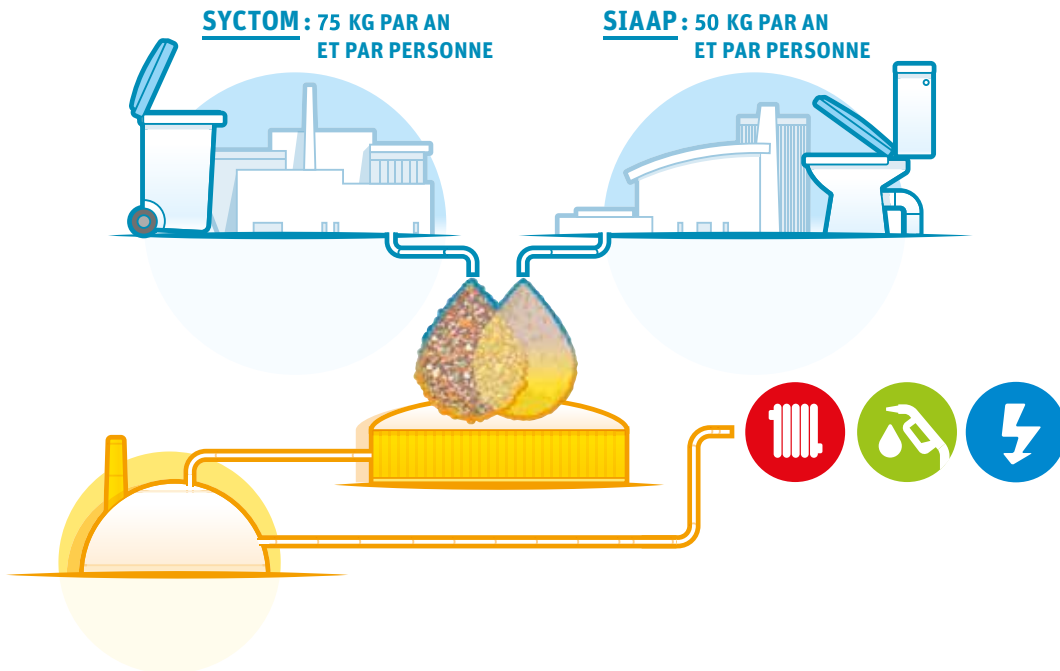 SYCTOM : 75 KG PAR AN
ET PAR PERSONNE
SIAAP : 50 KG PAR AN
ET PAR PERSONNE